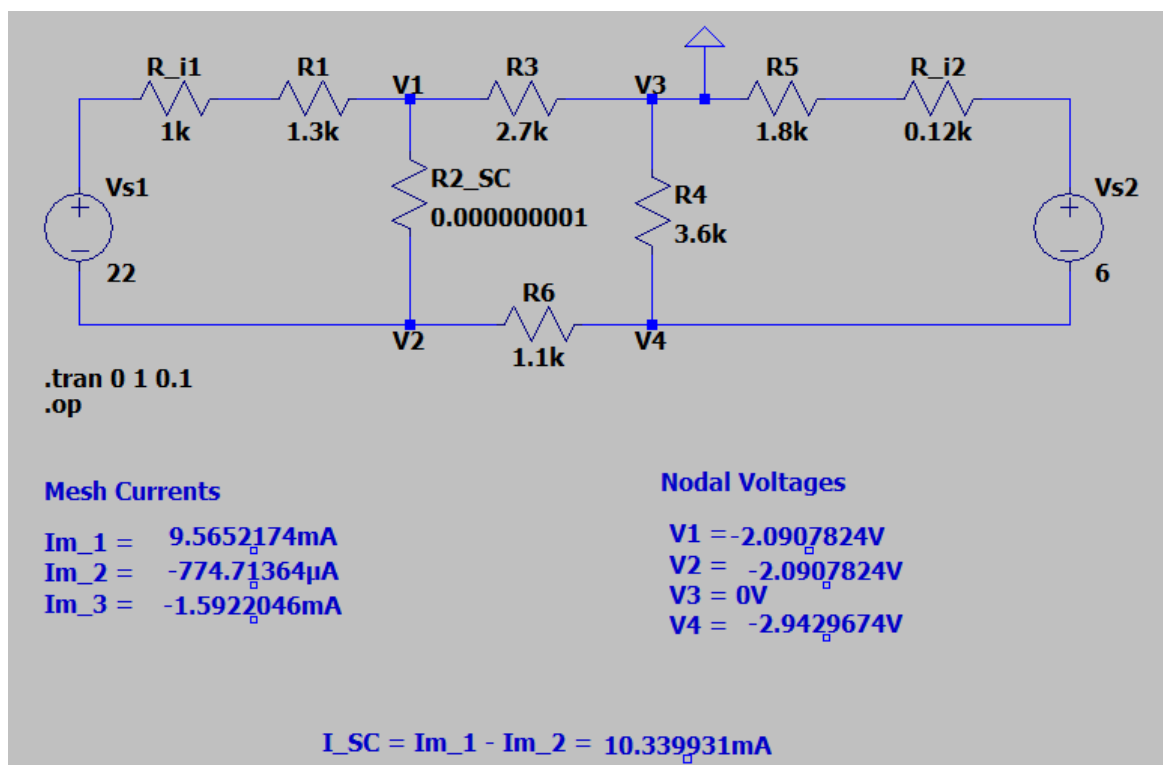 R_i1 R1 V1 R3 V3 R5 R_i2
1k 1.3k 2.7k 1.8k 0.12k
Vs1 + − 22
R2_SC
0.000000001
R4
3.6k
Vs2 + − 6
R6
V2 1.1k V4
.tran 0 1 0.1
.op
Mesh Currents
Im_1 = 9.5652174mA
Im_2 = -774.71364µA
Im_3 = -1.5922046mA
Nodal Voltages
V1 =-2.0907824V
V2 = -2.0907824V
V3 = 0V
V4 = -2.9429674V
I_SC = Im_1 - Im_2 = 10.339931mA